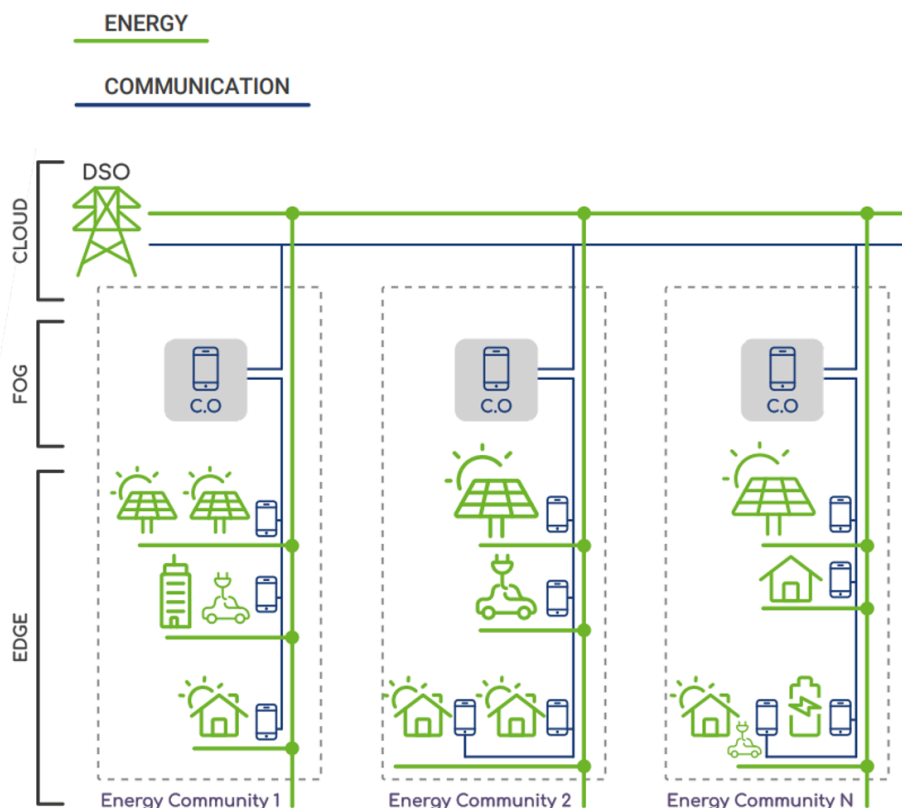 ENERGY
COMMUNICATION
DSO
CLOUD
FOG
C.O
C.O
C.O
EDGE
Energy Community 1
Energy Community 2
Energy Community N